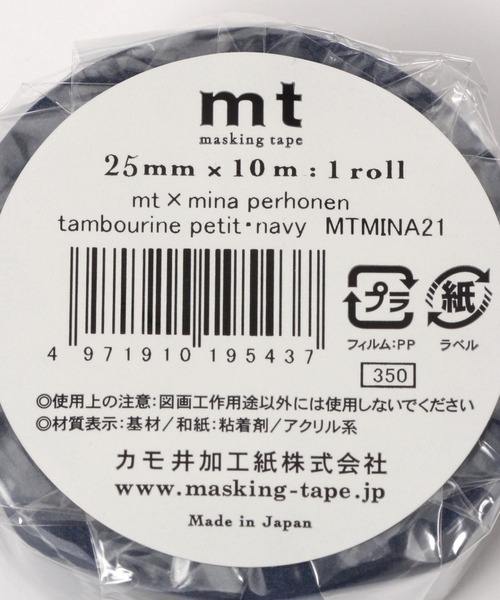 mt
masking tape
25mm × 10m : 1 roll
mt × mina perhonen
tambourine petit・navy MTMINA21
4 971910 195437
プラ 紙
フィルム:PP ラベル
350
◎使用上の注意:図画工作用途以外には使用しないでください
◎材質表示:基材/和紙:粘着剤/アクリル系
カモ井加工紙株式会社
www.masking-tape.jp
Made in Japan